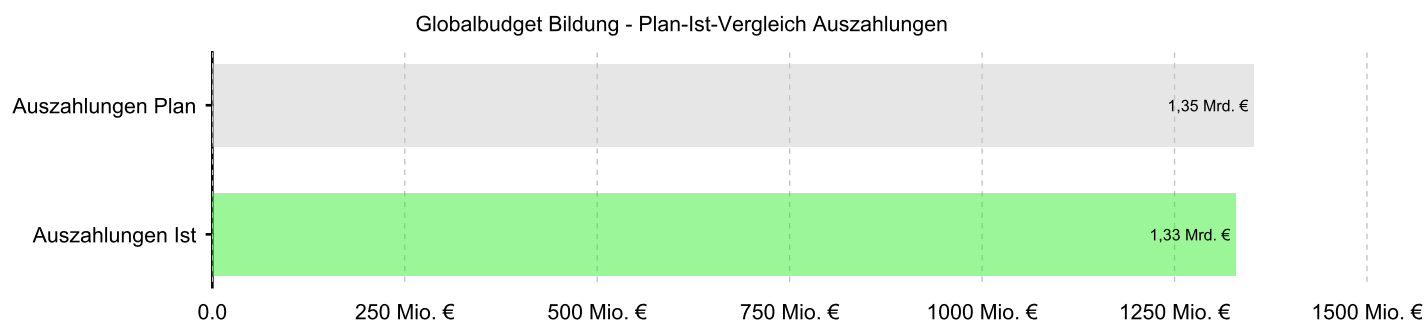 Globalbudget Bildung - Plan-Ist-Vergleich Auszahlungen
Auszahlungen Plan
1,35 Mrd. €
Auszahlungen Ist
1,33 Mrd. €
0.0 250 Mio. € 500 Mio. € 750 Mio. € 1000 Mio. € 1250 Mio. € 1500 Mio. €